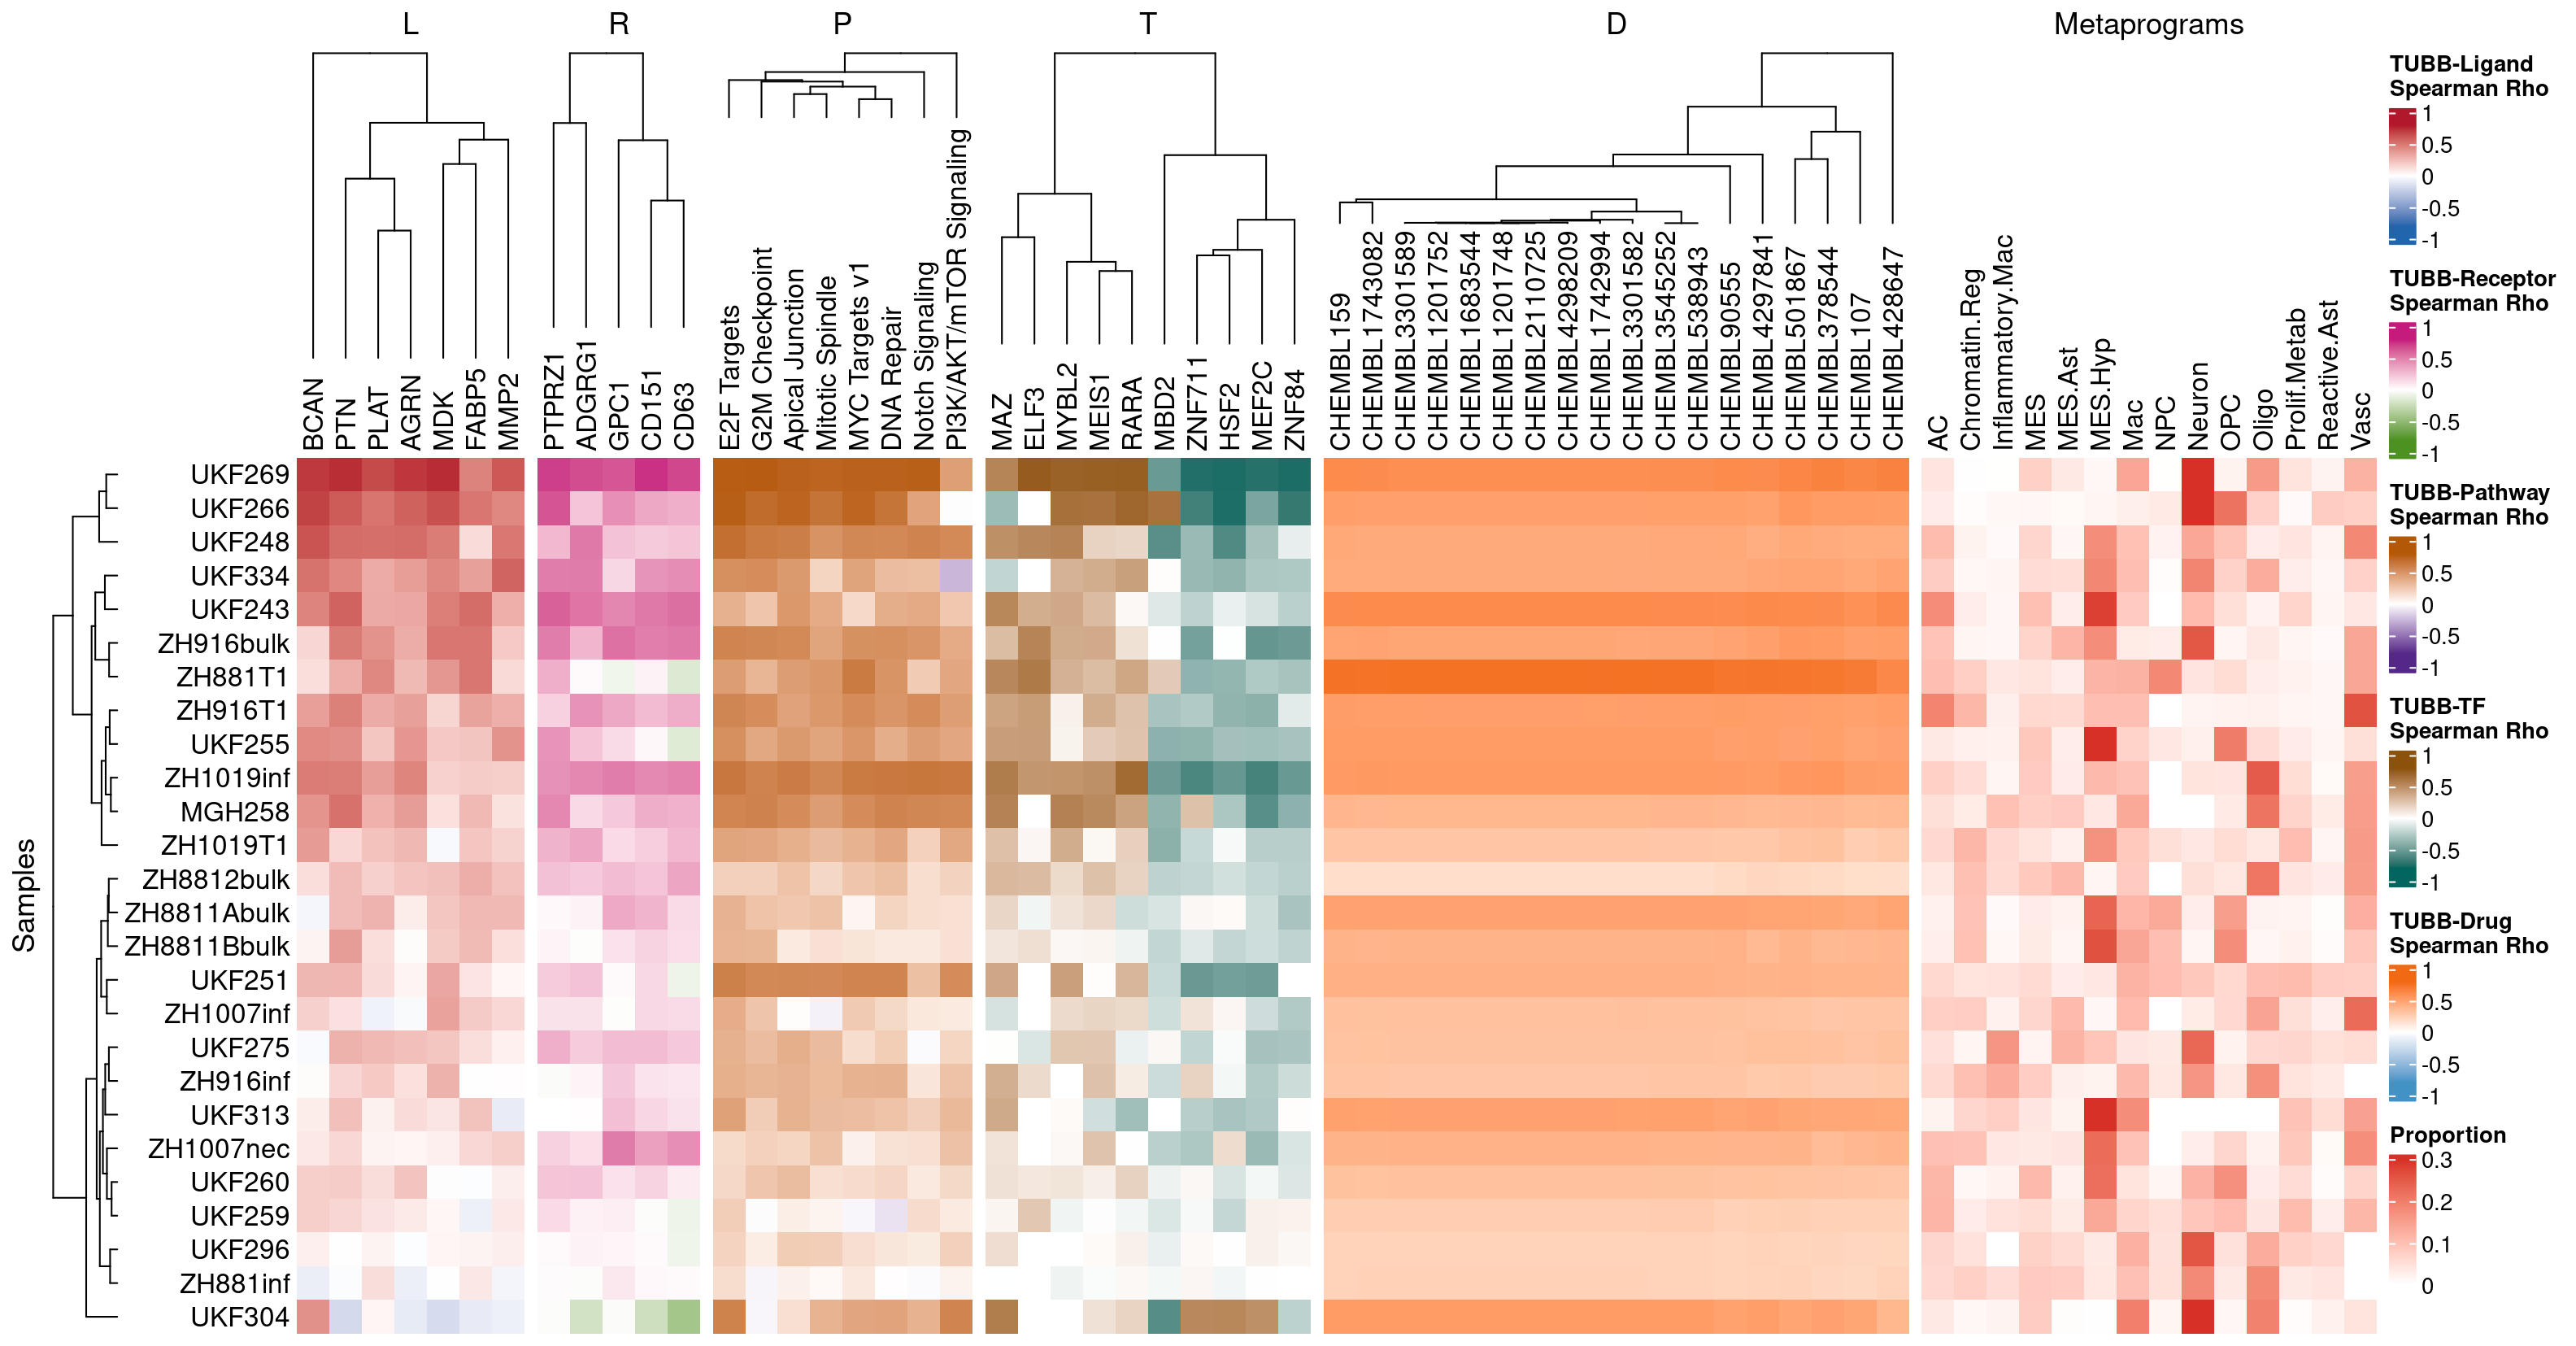 L R P T D Metaprograms
BCAN
PTN
PLAT
AGRN
MDK
FABP5
MMP2
PTPRZ1
ADGRG1
GPC1
CD151
CD63
E2F Targets
G2M Checkpoint
Apical Junction
Mitotic Spindle
MYC Targets v1
DNA Repair
Notch Signaling
PI3K/AKT/mTOR Signaling
MAZ
ELF3
MYBL2
MEIS1
RARA
MBD2
ZNF711
HSF2
MEF2C
ZNF84
CHEMBL159
CHEMBL1743082
CHEMBL3301589
CHEMBL1201752
CHEMBL1683544
CHEMBL1201748
CHEMBL2110725
CHEMBL4298209
CHEMBL1742994
CHEMBL3301582
CHEMBL3545252
CHEMBL538943
CHEMBL90555
CHEMBL4297841
CHEMBL501867
CHEMBL378544
CHEMBL107
CHEMBL428647
AC
Chromatin.Reg
Inflammatory.Mac
MES
MES.Ast
MES.Hyp
Mac
NPC
Neuron
OPC
Oligo
Prolif.Metab
Reactive.Ast
Vasc
Samples
UKF269
UKF266
UKF248
UKF334
UKF243
ZH916bulk
ZH881T1
ZH916T1
UKF255
ZH1019inf
MGH258
ZH1019T1
ZH8812bulk
ZH8811Abulk
ZH8811Bbulk
UKF251
ZH1007inf
UKF275
ZH916inf
UKF313
ZH1007nec
UKF260
UKF259
UKF296
ZH881inf
UKF304
TUBB-Ligand
Spearman Rho
1
0.5
0
-0.5
-1
TUBB-Receptor
Spearman Rho
1
0.5
0
-0.5
-1
TUBB-Pathway
Spearman Rho
1
0.5
0
-0.5
-1
TUBB-TF
Spearman Rho
1
0.5
0
-0.5
-1
TUBB-Drug
Spearman Rho
1
0.5
0
-0.5
-1
Proportion
0.3
0.2
0.1
0